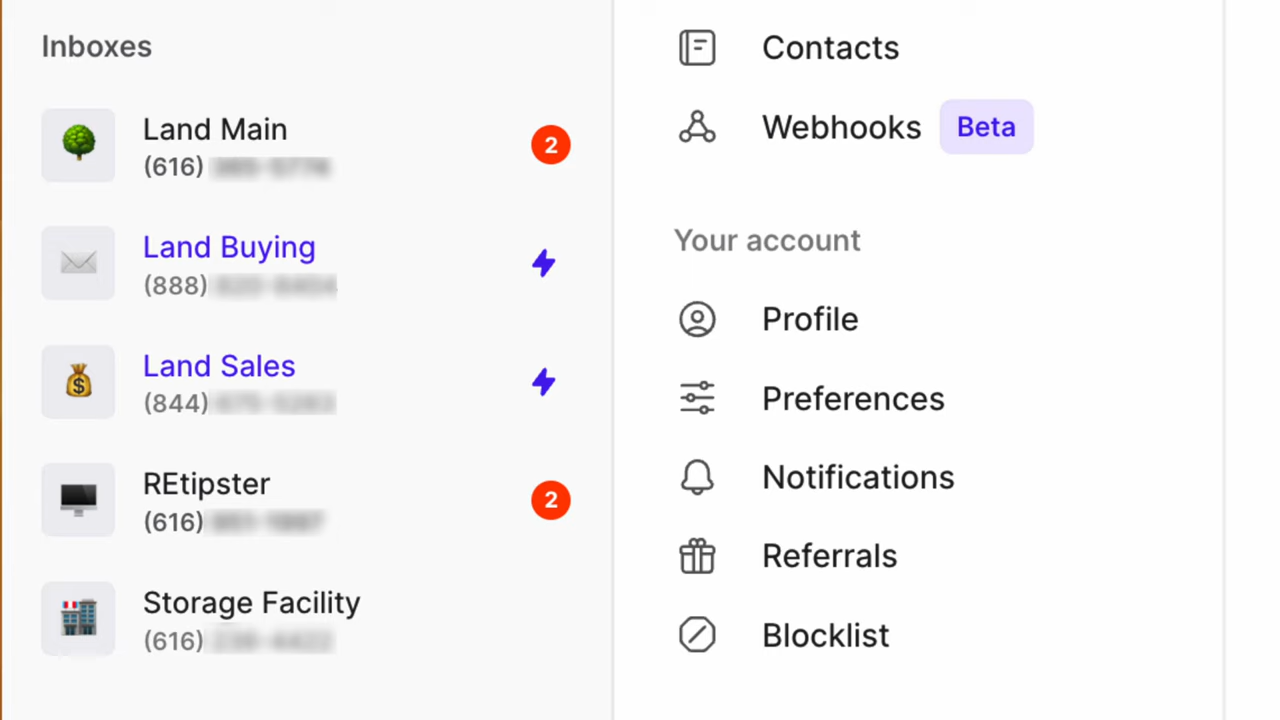 Inboxes
Land Main
2
(616)
Land Buying
(888)
Land Sales
(844)
REtipster
2
(616)
Storage Facility
(616)
Contacts
Webhooks Beta
Your account
Profile
Preferences
Notifications
Referrals
Blocklist